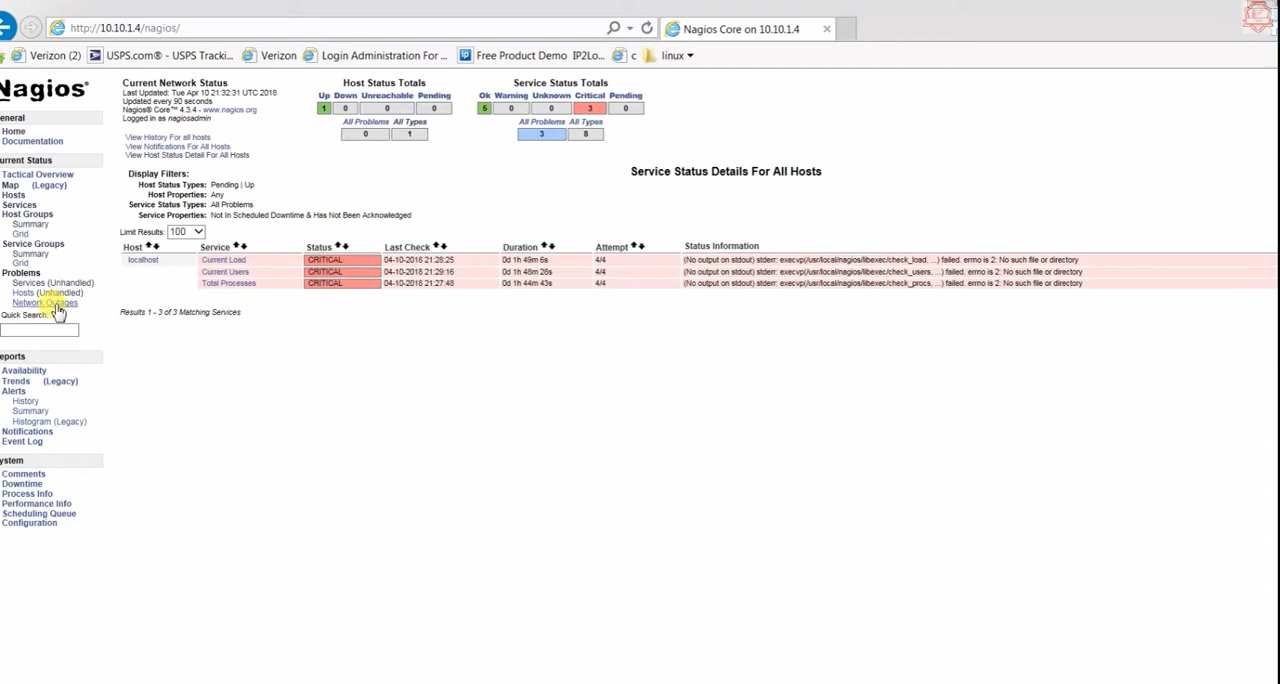 http://10.10.1.4/nagios/
Nagios Core on 10.10.1.4
Verizon (2)
USPS.com® - USPS Tracki...
Verizon
Login Administration For ...
Free Product Demo IP2Lo...
c
linux
Nagios®
eneral
Home
Documentation
urrent Status
Tactical Overview
Map (Legacy)
Hosts
Services
Host Groups
Summary
Grid
Service Groups
Summary
Grid
Problems
Services (Unhandled)
Hosts (Unhandled)
Network Outages
Quick Search:
eports
Availability
Trends (Legacy)
Alerts
History
Summary
Histogram (Legacy)
Notifications
Event Log
ystem
Comments
Downtime
Process Info
Performance Info
Scheduling Queue
Configuration
Current Network Status
Last Updated: Tue Apr 10 21:32:31 UTC 2018
Updated every 90 seconds
Nagios® Core™ 4.3.4 - www.nagios.org
Logged in as nagiosadmin
View History For all hosts
View Notifications For All Hosts
View Host Status Detail For All Hosts
Host Status Totals
Up Down Unreachable Pending
1 0 0 0
All Problems All Types
0 1
Service Status Totals
Ok Warning Unknown Critical Pending
5 0 0 3 0
All Problems All Types
3 8
Display Filters:
Host Status Types: Pending | Up
Host Properties: Any
Service Status Types: All Problems
Service Properties: Not In Scheduled Downtime & Has Not Been Acknowledged
Service Status Details For All Hosts
Limit Results: 100
Host Service Status Last Check Duration Attempt Status Information
localhost Current Load CRITICAL 04-10-2018 21:28:25 0d 1h 49m 6s 4/4 (No output on stdout) stderr: execvp(/usr/local/nagios/libexec/check_load, ...) failed. errno is 2: No such file or directory
Current Users CRITICAL 04-10-2018 21:29:16 0d 1h 48m 28s 4/4 (No output on stdout) stderr: execvp(/usr/local/nagios/libexec/check_users, ...) failed. errno is 2: No such file or directory
Total Processes CRITICAL 04-10-2018 21:27:48 0d 1h 44m 43s 4/4 (No output on stdout) stderr: execvp(/usr/local/nagios/libexec/check_procs, ...) failed. errno is 2: No such file or directory
Results 1 - 3 of 3 Matching Services